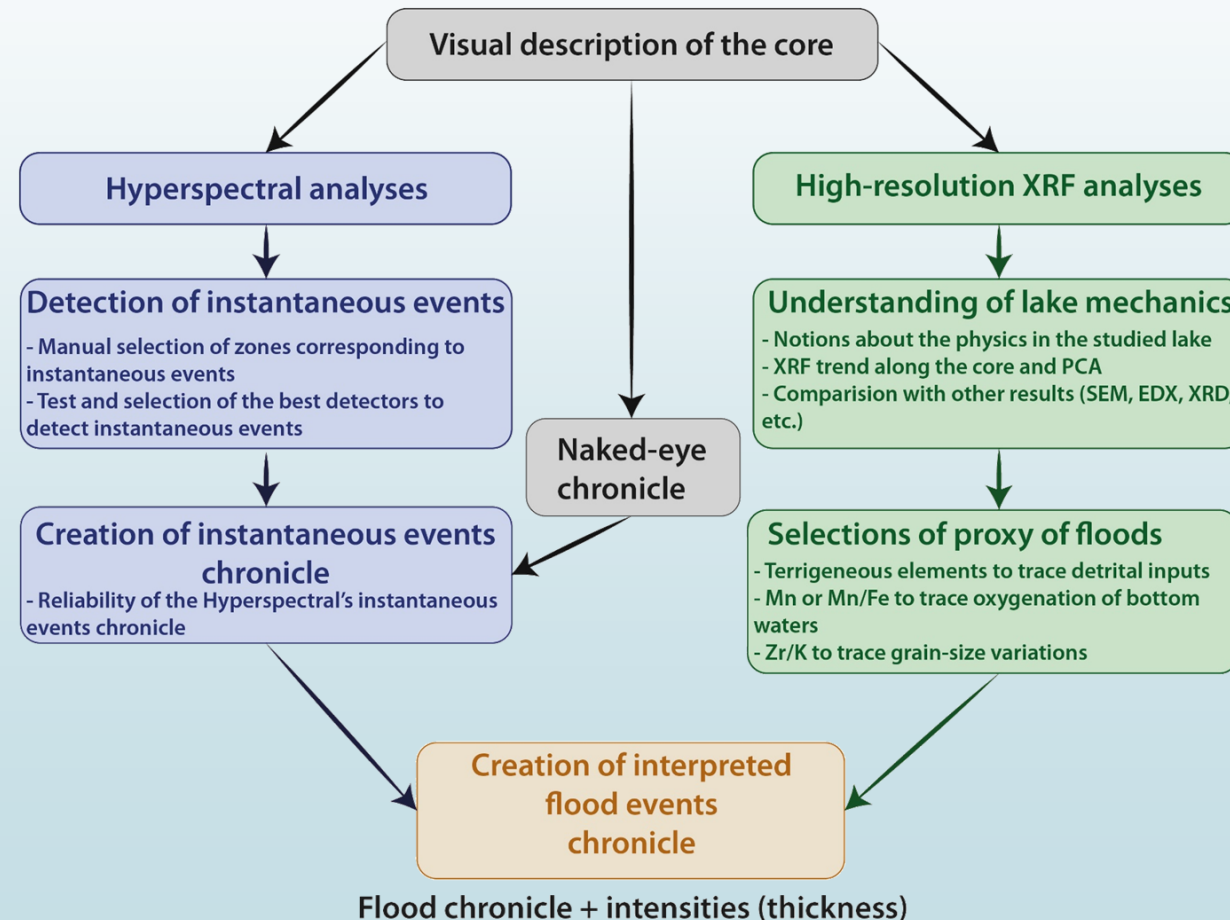 Visual description of the core
Hyperspectral analyses
High-resolution XRF analyses
Detection of instantaneous events
- Manual selection of zones corresponding to
instantaneous events
- Test and selection of the best detectors to
detect instantaneous events
Understanding of lake mechanics
- Notions about the physics in the studied lake
- XRF trend along the core and PCA
- Comparision with other results (SEM, EDX, XRD,
etc.)
Naked-eye
chronicle
Creation of instantaneous events
chronicle
- Reliability of the Hyperspectral's instantaneous
events chronicle
Selections of proxy of floods
- Terrigeneous elements to trace detrital inputs
- Mn or Mn/Fe to trace oxygenation of bottom
waters
- Zr/K to trace grain-size variations
Creation of interpreted
flood events
chronicle
Flood chronicle + intensities (thickness)